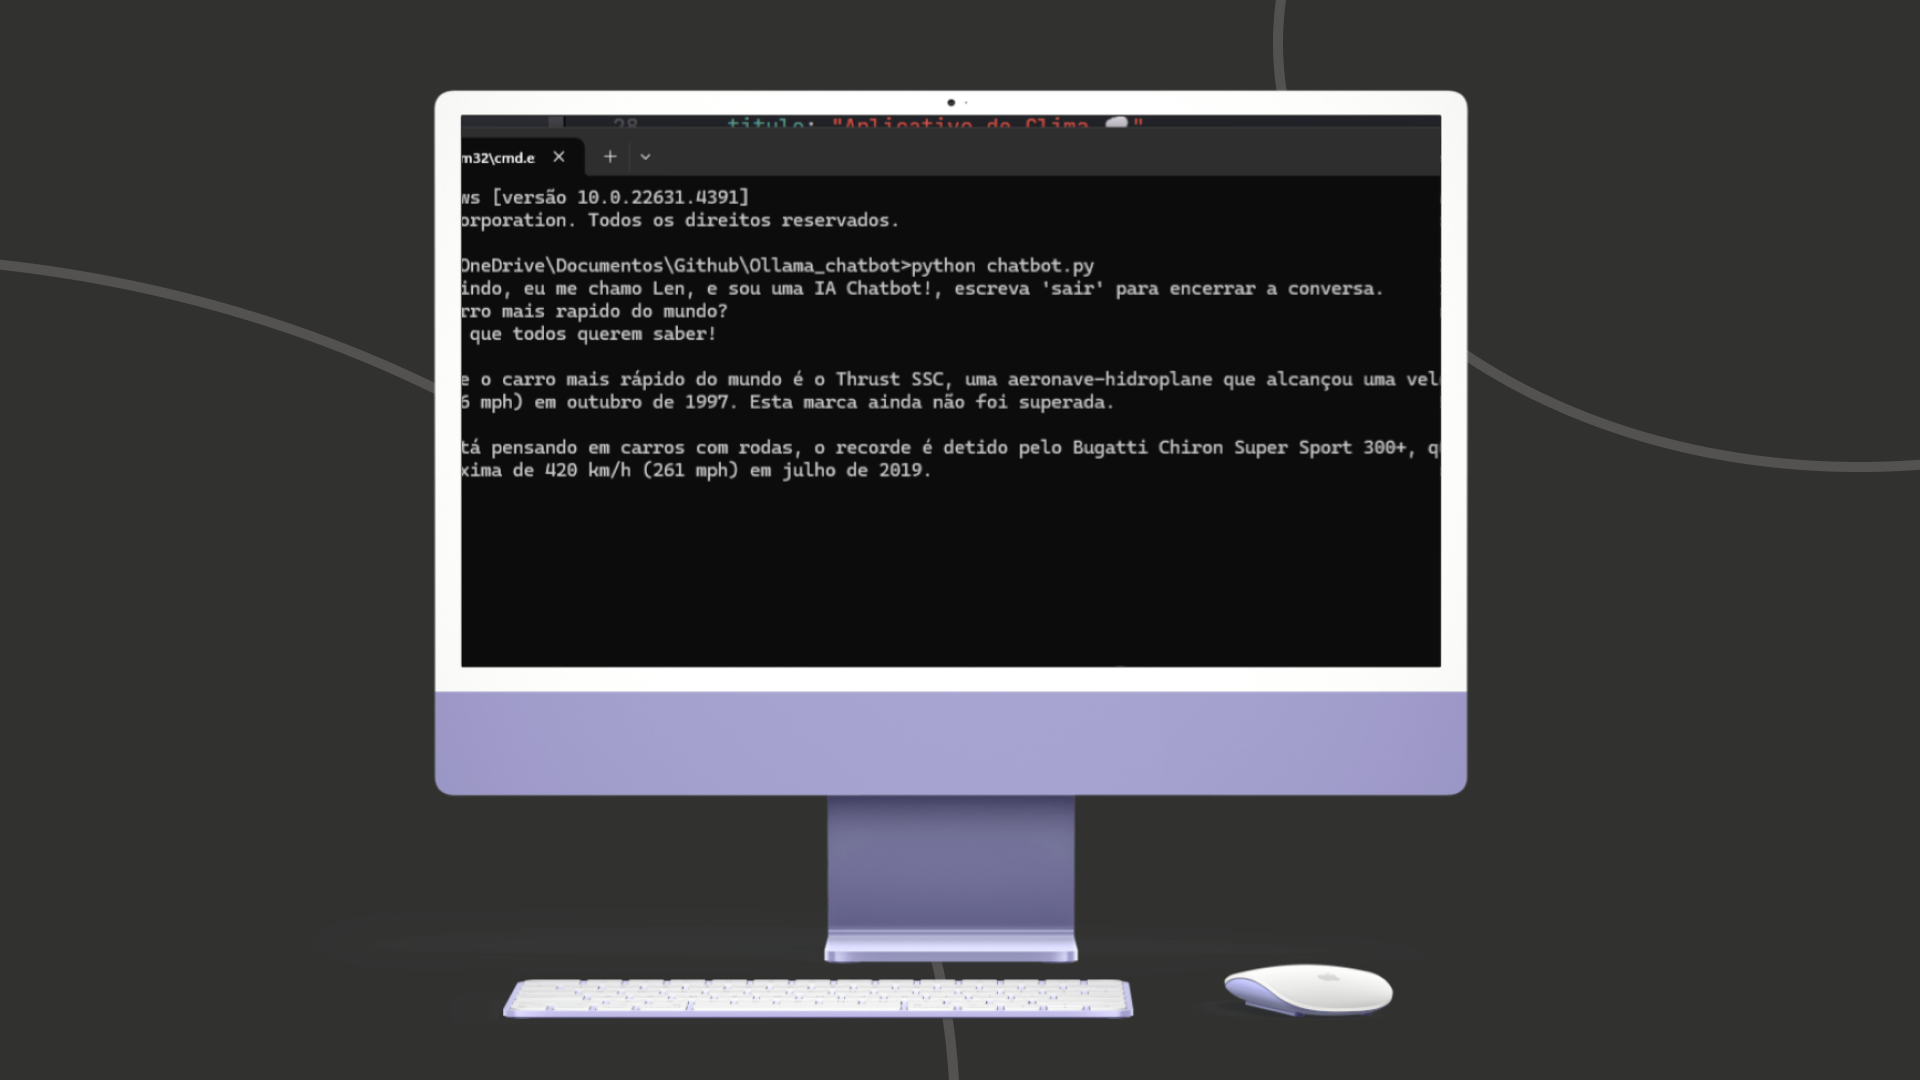 28 titulo: "Aplicativo de Clima ☁️"
m32\cmd.e
ws [versão 10.0.22631.4391]
orporation. Todos os direitos reservados.
OneDrive\Documentos\Github\Ollama_chatbot>python chatbot.py
indo, eu me chamo Len, e sou uma IA Chatbot!, escreva 'sair' para encerrar a conversa.
rro mais rapido do mundo?
que todos querem saber!
e o carro mais rápido do mundo é o Thrust SSC, uma aeronave-hidroplane que alcançou uma vel
6 mph) em outubro de 1997. Esta marca ainda não foi superada.
tá pensando em carros com rodas, o recorde é detido pelo Bugatti Chiron Super Sport 300+, q
xima de 420 km/h (261 mph) em julho de 2019.